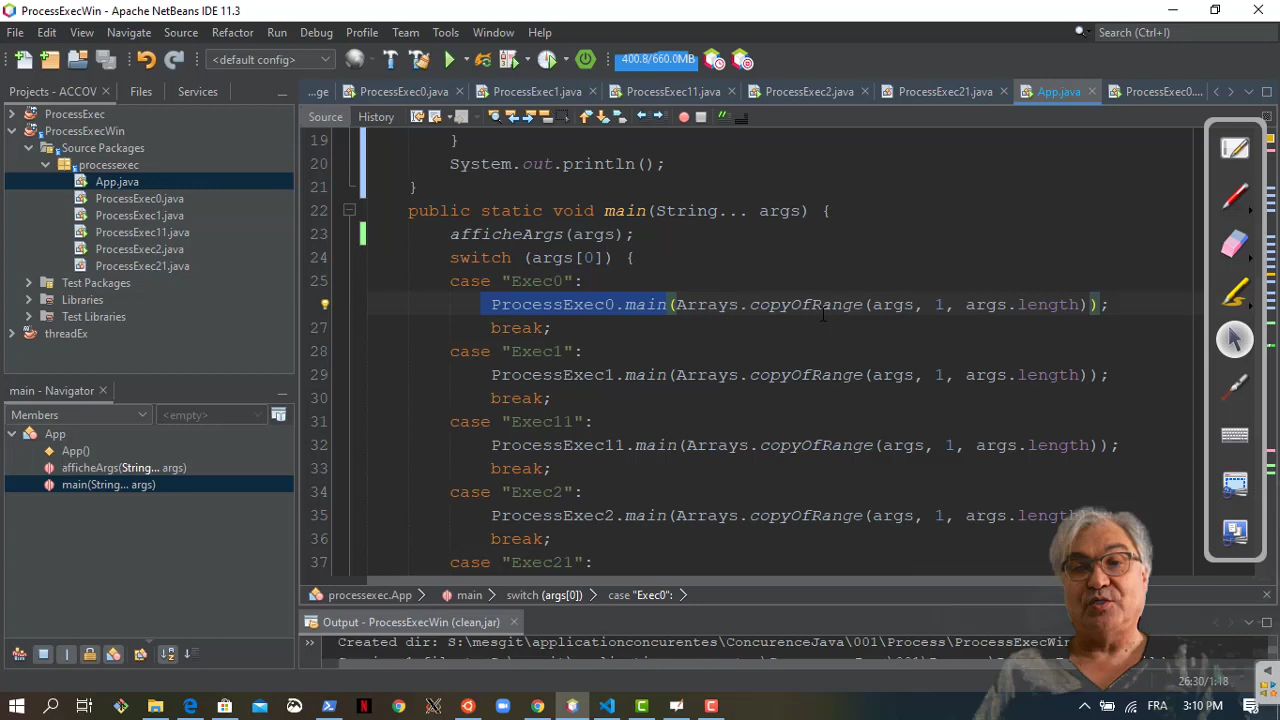 ProcessExecWin - Apache NetBeans IDE 11.3
File Edit View Navigate Source Refactor Run Debug Profile Team Tools Window Help
Search (Ctrl+I)
<default config>
400.8/660.0MB
Projects - ACCOV
Files
Services
...ge
ProcessExec0.java
ProcessExec1.java
ProcessExec11.java
ProcessExec2.java
ProcessExec21.java
App.java
ProcessExec0....
Source
History
ProcessExec
ProcessExecWin
Source Packages
processexec
App.java
ProcessExec0.java
ProcessExec1.java
ProcessExec11.java
ProcessExec2.java
ProcessExec21.java
Test Packages
Libraries
Test Libraries
threadEx
main - Navigator
Members
<empty>
App
App()
afficheArgs(String... args)
main(String... args)
19 }
20 System.out.println();
21 }
22 public static void main(String... args) {
23 afficheArgs(args);
24 switch (args[0]) {
25 case "Exec0":
ProcessExec0.main(Arrays.copyOfRange(args, 1, args.length));
27 break;
28 case "Exec1":
29 ProcessExec1.main(Arrays.copyOfRange(args, 1, args.length));
30 break;
31 case "Exec11":
32 ProcessExec11.main(Arrays.copyOfRange(args, 1, args.length));
33 break;
34 case "Exec2":
35 ProcessExec2.main(Arrays.copyOfRange(args, 1, args.length)
36 break;
37 case "Exec21":
processexec.App
main
switch (args[0])
case "Exec0":
Output - ProcessExecWin (clean,jar)
Created dir: S:\mesgit\applicationconcurentes\ConcurenceJava\001\Process\ProcessExecWin
26:30/1:18
FRA
3:10 PM